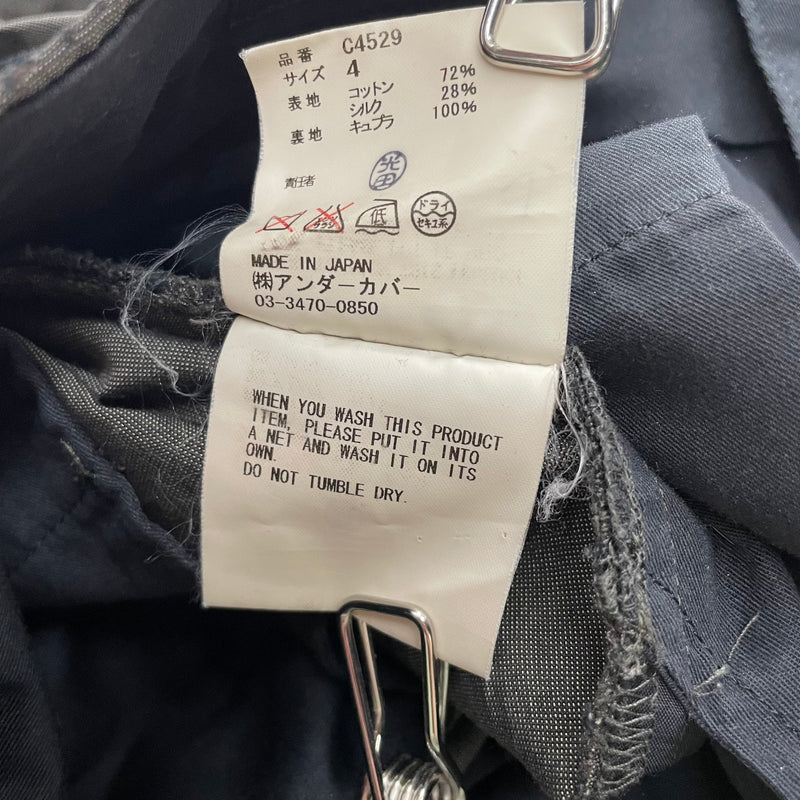 品番 C4529
サイズ 4
表地 コットン 72%
シルク 28%
裏地 キュプラ 100%
責任者 光田
低
ドライ
セキユ系
MADE IN JAPAN
㈱アンダーカバー
03-3470-0850
WHEN YOU WASH THIS PRODUCT
ITEM, PLEASE PUT IT INTO
A NET AND WASH IT ON ITS
OWN.
DO NOT TUMBLE DRY.